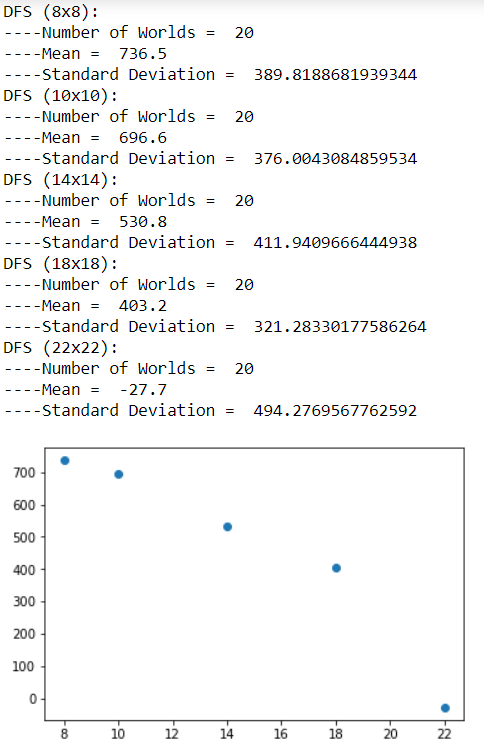 DFS (8x8):
----Number of Worlds =  20
----Mean =  736.5
----Standard Deviation =  389.8188681939344
DFS (10x10):
----Number of Worlds =  20
----Mean =  696.6
----Standard Deviation =  376.0043084859534
DFS (14x14):
----Number of Worlds =  20
----Mean =  530.8
----Standard Deviation =  411.9409666444938
DFS (18x18):
----Number of Worlds =  20
----Mean =  403.2
----Standard Deviation =  321.28330177586264
DFS (22x22):
----Number of Worlds =  20
----Mean =  -27.7
----Standard Deviation =  494.2769567762592
700
600
500
400
300
200
100
0
8 10 12 14 16 18 20 22